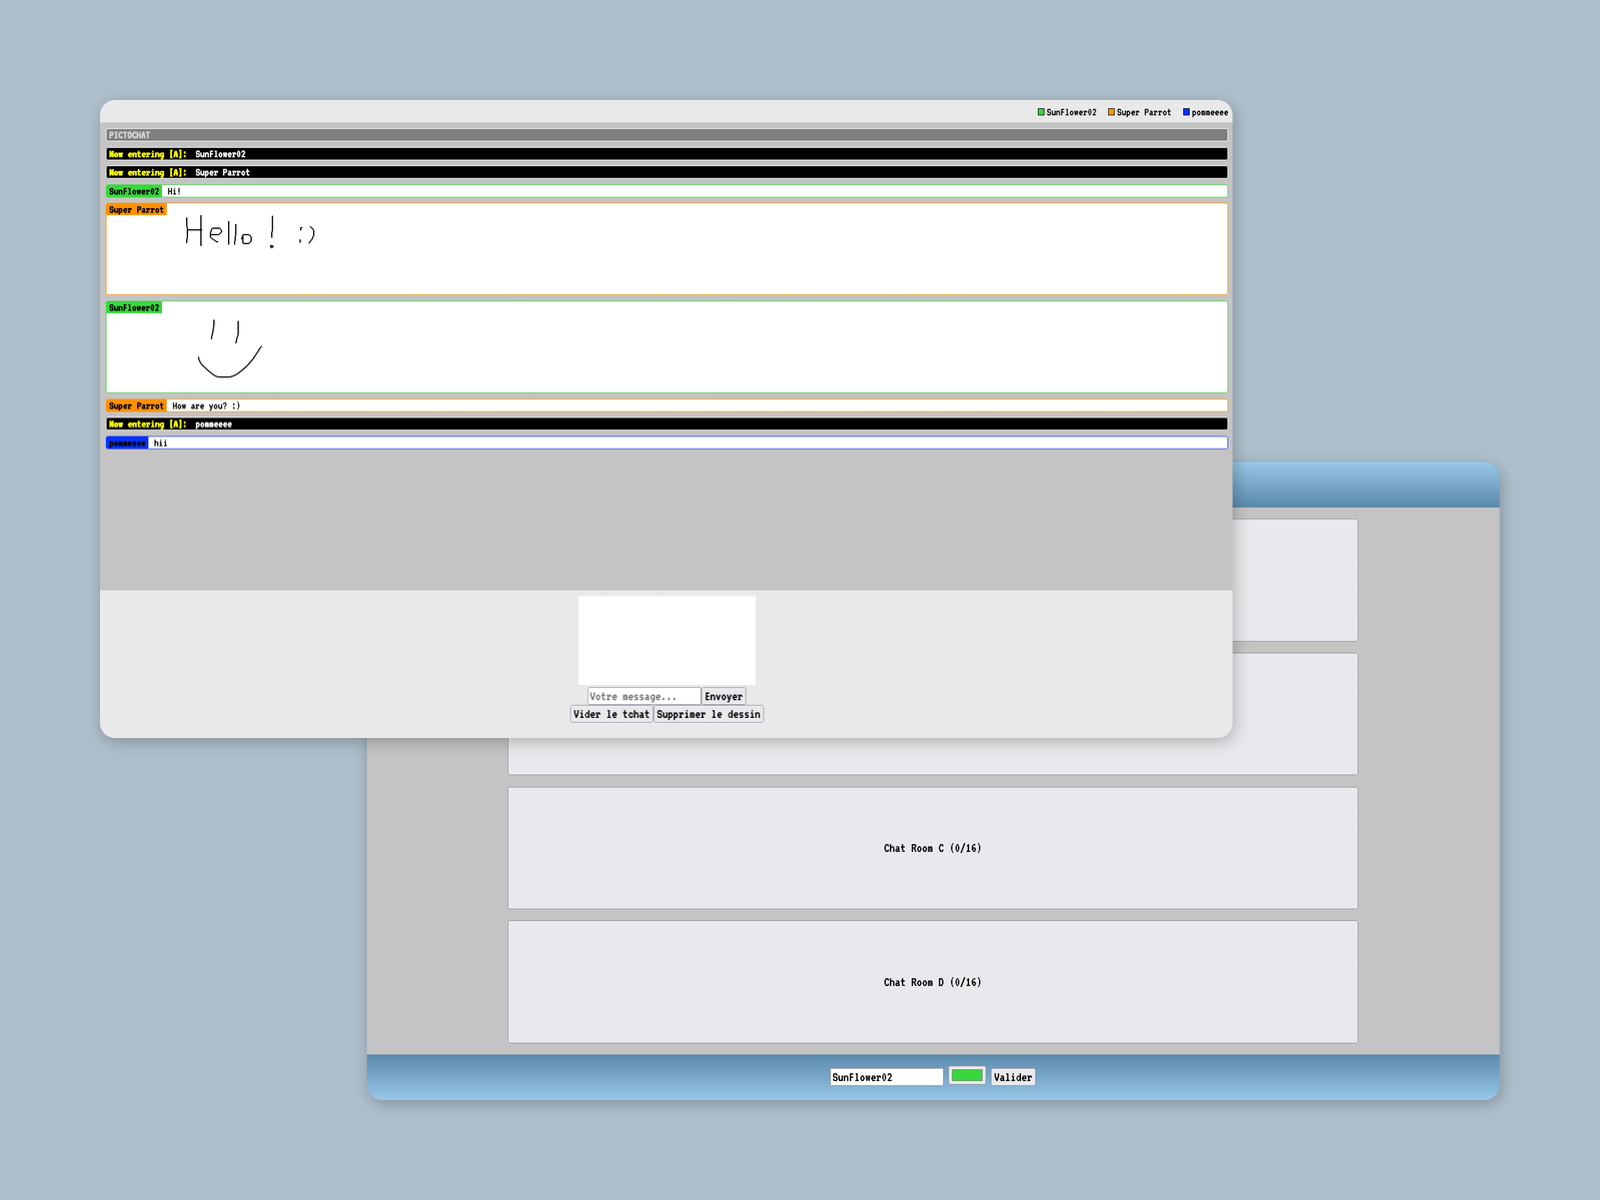 SunFlower02 Super Parrot pommeeee
PICTOCHAT
Now entering [A]: SunFlower02
Now entering [A]: Super Parrot
SunFlower02 Hi!
Super Parrot
Hello! :)
SunFlower02
Super Parrot How are you? :)
Now entering [A]: pommeeee
pommeeee hii
Votre message... Envoyer
Vider le tchat Supprimer le dessin
Chat Room C (0/16)
Chat Room D (0/16)
SunFlower02 Valider